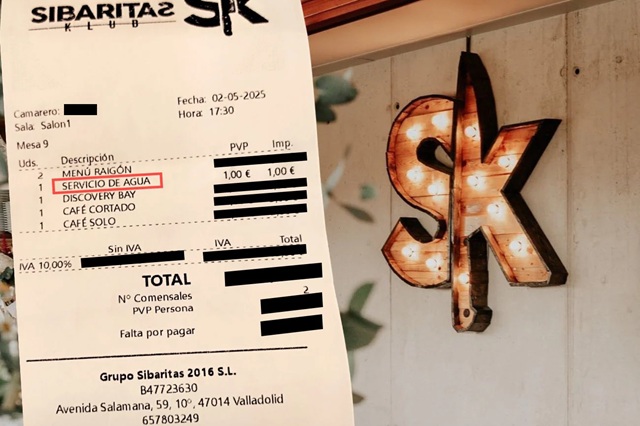 SIBARITAS
KLUB
SK
Camarero:
Fecha: 02-05-2025
Sala: Salon1
Hora: 17:30
Mesa 9
Uds. Descripción PVP Imp.
2 MENÚ RAIGÓN
1 SERVICIO DE AGUA 1,00 € 1,00 €
1 DISCOVERY BAY
1 CAFÉ CORTADO
1 CAFÉ SOLO
Sin IVA IVA Total
IVA 10,00%
TOTAL
Nº Comensales 2
PVP Persona
Falta por pagar
Grupo Sibaritas 2016 S.L.
B47723630
Avenida Salamana, 59, 10º, 47014 Valladolid
657803249
SK